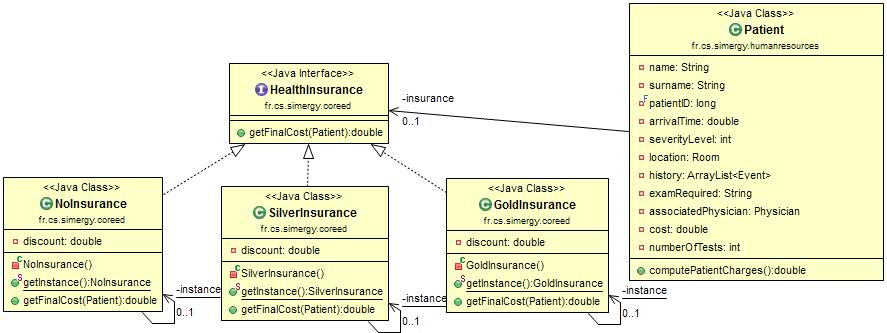 <<Java Class>>
Patient
fr.cs.simergy.humanresources
name: String
surname: String
patientID: long
arrivalTime: double
severityLevel: int
location: Room
history: ArrayList<Event>
examRequired: String
associatedPhysician: Physician
cost: double
numberOfTests: int
computePatientCharges():double
<<Java Interface>>
HealthInsurance
fr.cs.simergy.coreed
getFinalCost(Patient):double
-insurance
0..1
<<Java Class>>
NoInsurance
fr.cs.simergy.coreed
discount: double
NoInsurance()
getInstance():NoInsurance
getFinalCost(Patient):double
-instance
0..1
<<Java Class>>
SilverInsurance
fr.cs.simergy.coreed
discount: double
SilverInsurance()
getInstance():SilverInsurance
getFinalCost(Patient):double
-instance
0..1
<<Java Class>>
GoldInsurance
fr.cs.simergy.coreed
discount: double
GoldInsurance()
getInstance():GoldInsurance
getFinalCost(Patient):double
-instance
0..1